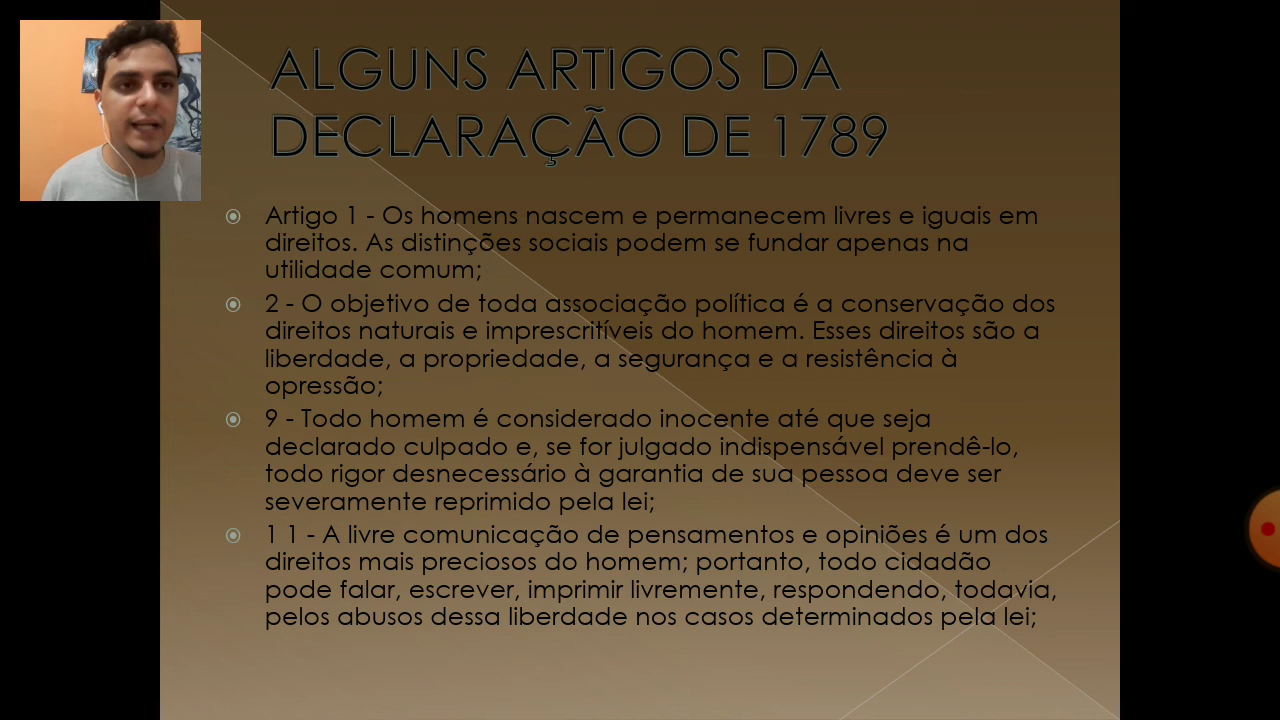 ALGUNS ARTIGOS DA
DECLARAÇÃO DE 1789
Artigo 1 - Os homens nascem e permanecem livres e iguais em
direitos. As distinções sociais podem se fundar apenas na
utilidade comum;
2 - O objetivo de toda associação política é a conservação dos
direitos naturais e imprescritíveis do homem. Esses direitos são a
liberdade, a propriedade, a segurança e a resistência à
opressão;
9 - Todo homem é considerado inocente até que seja
declarado culpado e, se for julgado indispensável prendê-lo,
todo rigor desnecessário à garantia de sua pessoa deve ser
severamente reprimido pela lei;
1 1 - A livre comunicação de pensamentos e opiniões é um dos
direitos mais preciosos do homem; portanto, todo cidadão
pode falar, escrever, imprimir livremente, respondendo, todavia,
pelos abusos dessa liberdade nos casos determinados pela lei;